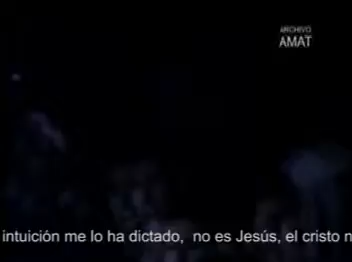 ARCHIVO
AMAT
intuición me lo ha dictado, no es Jesús, el cristo n